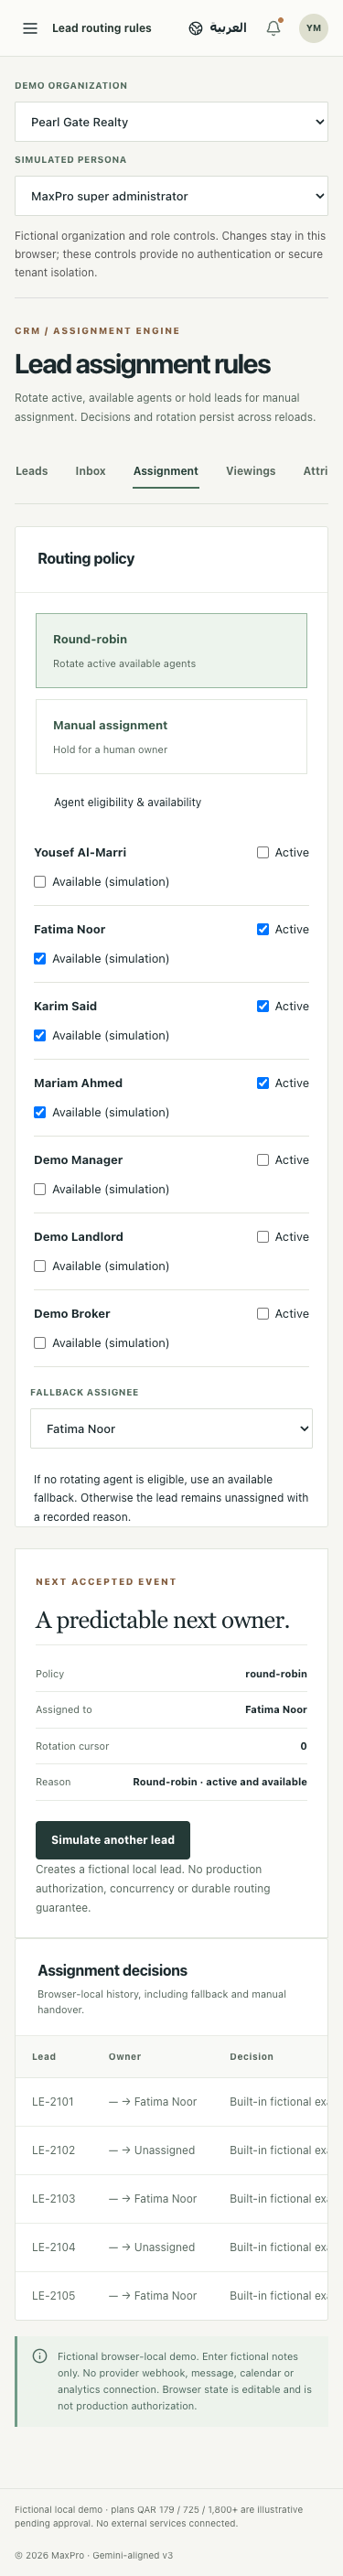 Lead routing rules
العربية
YM
DEMO ORGANIZATION
Pearl Gate Realty
SIMULATED PERSONA
MaxPro super administrator
Fictional organization and role controls. Changes stay in this
browser; these controls provide no authentication or secure
tenant isolation.
CRM / ASSIGNMENT ENGINE
Lead assignment rules
Rotate active, available agents or hold leads for manual
assignment. Decisions and rotation persist across reloads.
Leads Inbox Assignment Viewings Attri
Routing policy
Round-robin
Rotate active available agents
Manual assignment
Hold for a human owner
Agent eligibility & availability
Yousef Al-Marri Active
Available (simulation)
Fatima Noor Active
Available (simulation)
Karim Said Active
Available (simulation)
Mariam Ahmed Active
Available (simulation)
Demo Manager Active
Available (simulation)
Demo Landlord Active
Available (simulation)
Demo Broker Active
Available (simulation)
FALLBACK ASSIGNEE
Fatima Noor
If no rotating agent is eligible, use an available
fallback. Otherwise the lead remains unassigned with
a recorded reason.
NEXT ACCEPTED EVENT
A predictable next owner.
Policy round-robin
Assigned to Fatima Noor
Rotation cursor 0
Reason Round-robin · active and available
Simulate another lead
Creates a fictional local lead. No production
authorization, concurrency or durable routing
guarantee.
Assignment decisions
Browser-local history, including fallback and manual
handover.
Lead Owner Decision
LE-2101 — → Fatima Noor Built-in fictional exa
LE-2102 — → Unassigned Built-in fictional exa
LE-2103 — → Fatima Noor Built-in fictional exa
LE-2104 — → Unassigned Built-in fictional exa
LE-2105 — → Fatima Noor Built-in fictional exa
Fictional browser-local demo. Enter fictional notes
only. No provider webhook, message, calendar or
analytics connection. Browser state is editable and is
not production authorization.
Fictional local demo · plans QAR 179 / 725 / 1,800+ are illustrative
pending approval. No external services connected.
© 2026 MaxPro · Gemini-aligned v3